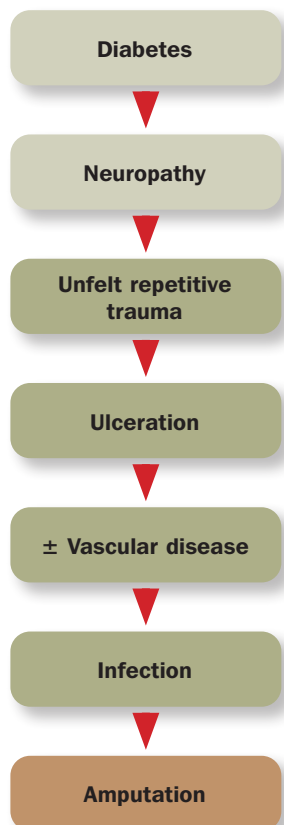 Diabetes
Neuropathy
Unfelt repetitive
trauma
Ulceration
± Vascular disease
Infection
Amputation